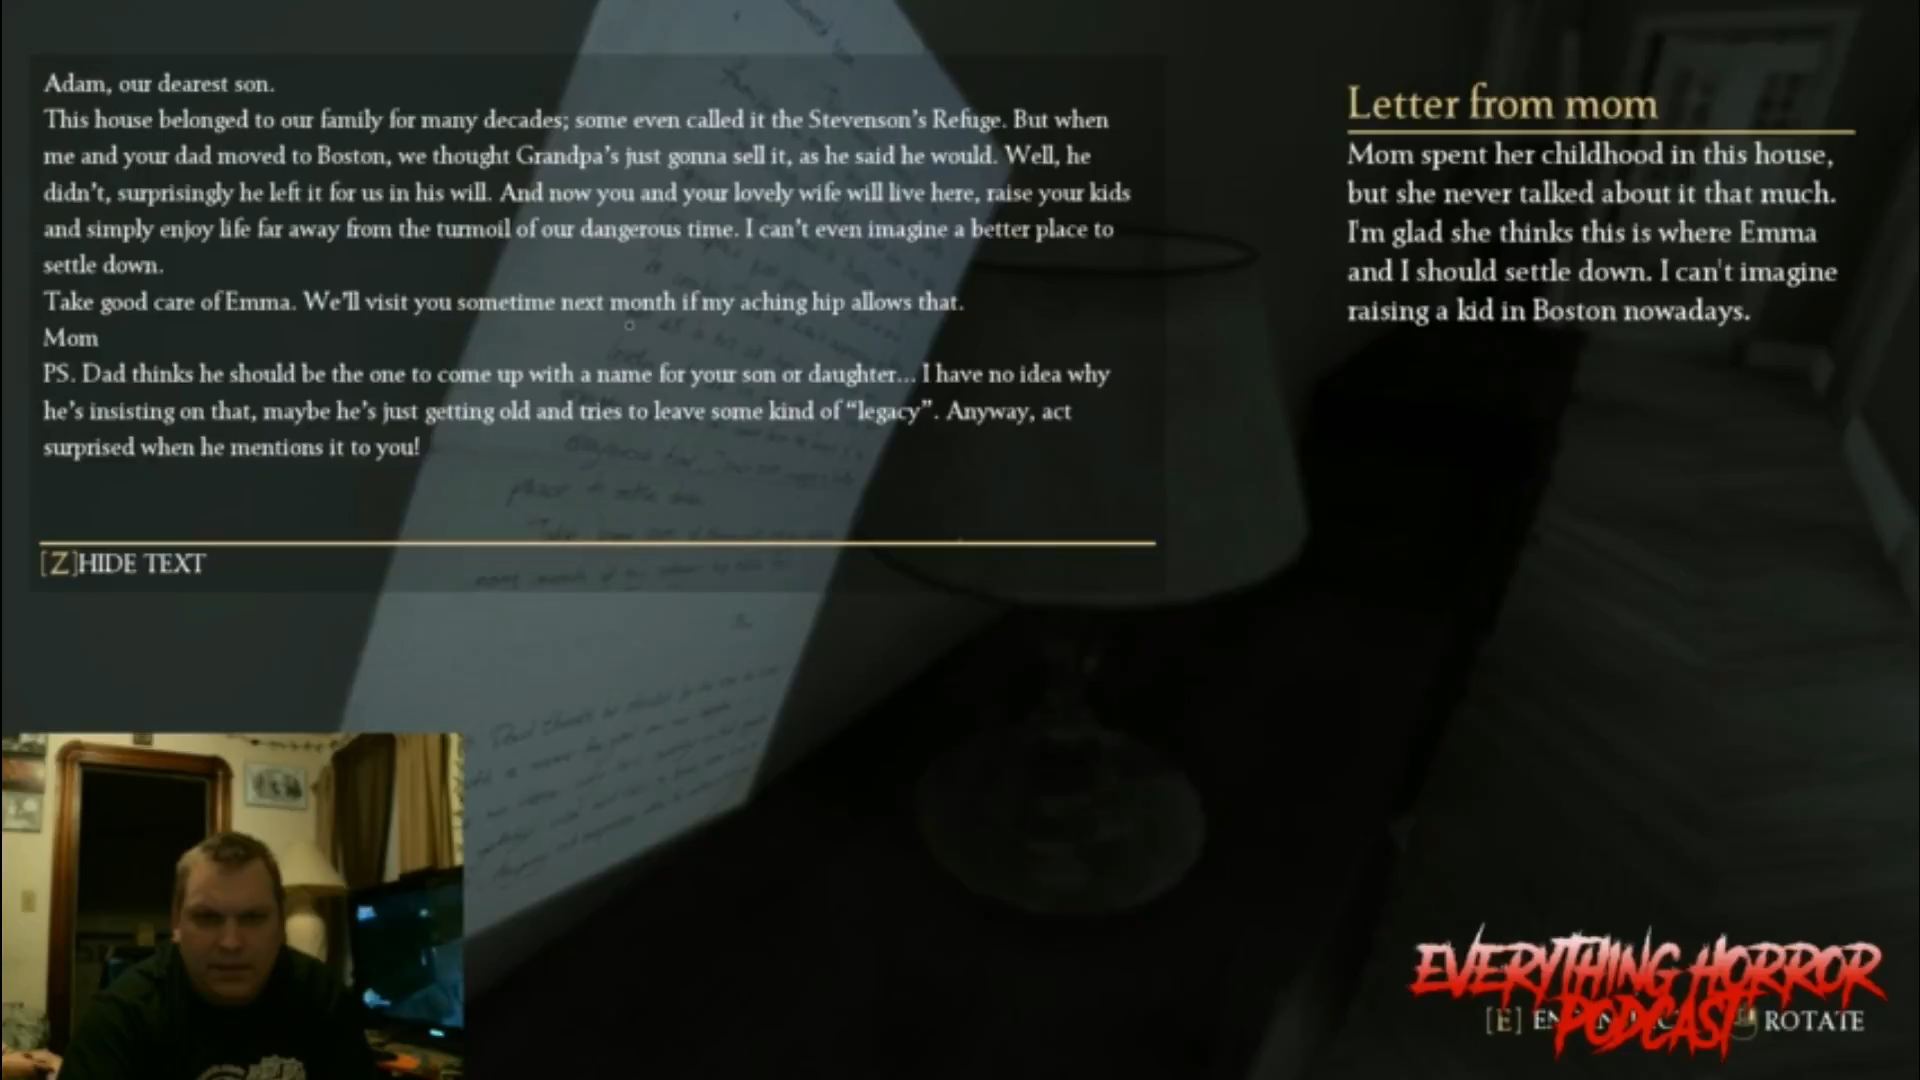 Adam, our dearest son.
This house belonged to our family for many decades; some even called it the Stevenson's Refuge. But when
me and your dad moved to Boston, we thought Grandpa's just gonna sell it, as he said he would. Well, he
didn't, surprisingly he left it for us in his will. And now you and your lovely wife will live here, raise your kids
and simply enjoy life far away from the turmoil of our dangerous time. I can't even imagine a better place to
settle down.
Take good care of Emma. We'll visit you sometime next month if my aching hip allows that.
Mom
PS. Dad thinks he should be the one to come up with a name for your son or daughter... I have no idea why
he's insisting on that, maybe he's just getting old and tries to leave some kind of “legacy”. Anyway, act
surprised when he mentions it to you!
[Z]HIDE TEXT
Letter from mom
Mom spent her childhood in this house,
but she never talked about it that much.
I'm glad she thinks this is where Emma
and I should settle down. I can't imagine
raising a kid in Boston nowadays.
EVERYTHING HORROR
PODCAST
[E]
ROTATE